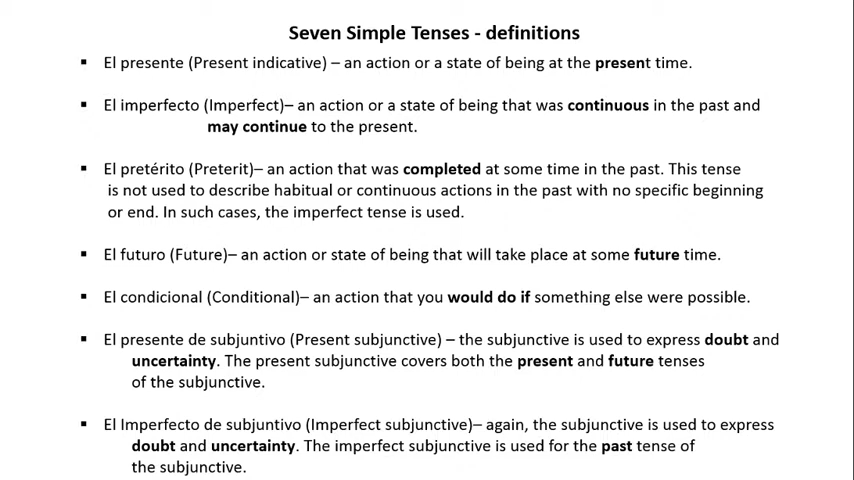 Seven Simple Tenses - definitions
▪ El presente (Present indicative) – an action or a state of being at the present time.
▪ El imperfecto (Imperfect)– an action or a state of being that was continuous in the past and
may continue to the present.
▪ El pretérito (Preterit)– an action that was completed at some time in the past. This tense
is not used to describe habitual or continuous actions in the past with no specific beginning
or end. In such cases, the imperfect tense is used.
▪ El futuro (Future)– an action or state of being that will take place at some future time.
▪ El condicional (Conditional)– an action that you would do if something else were possible.
▪ El presente de subjuntivo (Present subjunctive) – the subjunctive is used to express doubt and
uncertainty. The present subjunctive covers both the present and future tenses
of the subjunctive.
▪ El Imperfecto de subjuntivo (Imperfect subjunctive)– again, the subjunctive is used to express
doubt and uncertainty. The imperfect subjunctive is used for the past tense of
the subjunctive.